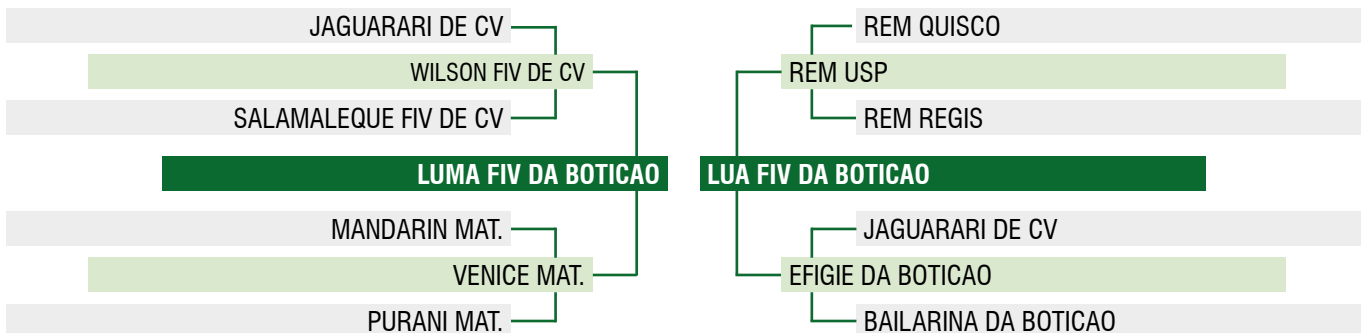 JAGUARARI DE CV
WILSON FIV DE CV
SALAMALEQUE FIV DE CV
LUMA FIV DA BOTICAO
MANDARIN MAT.
VENICE MAT.
PURANI MAT.
REM QUISCO
REM USP
REM REGIS
LUA FIV DA BOTICAO
JAGUARARI DE CV
EFIGIE DA BOTICAO
BAILARINA DA BOTICAO